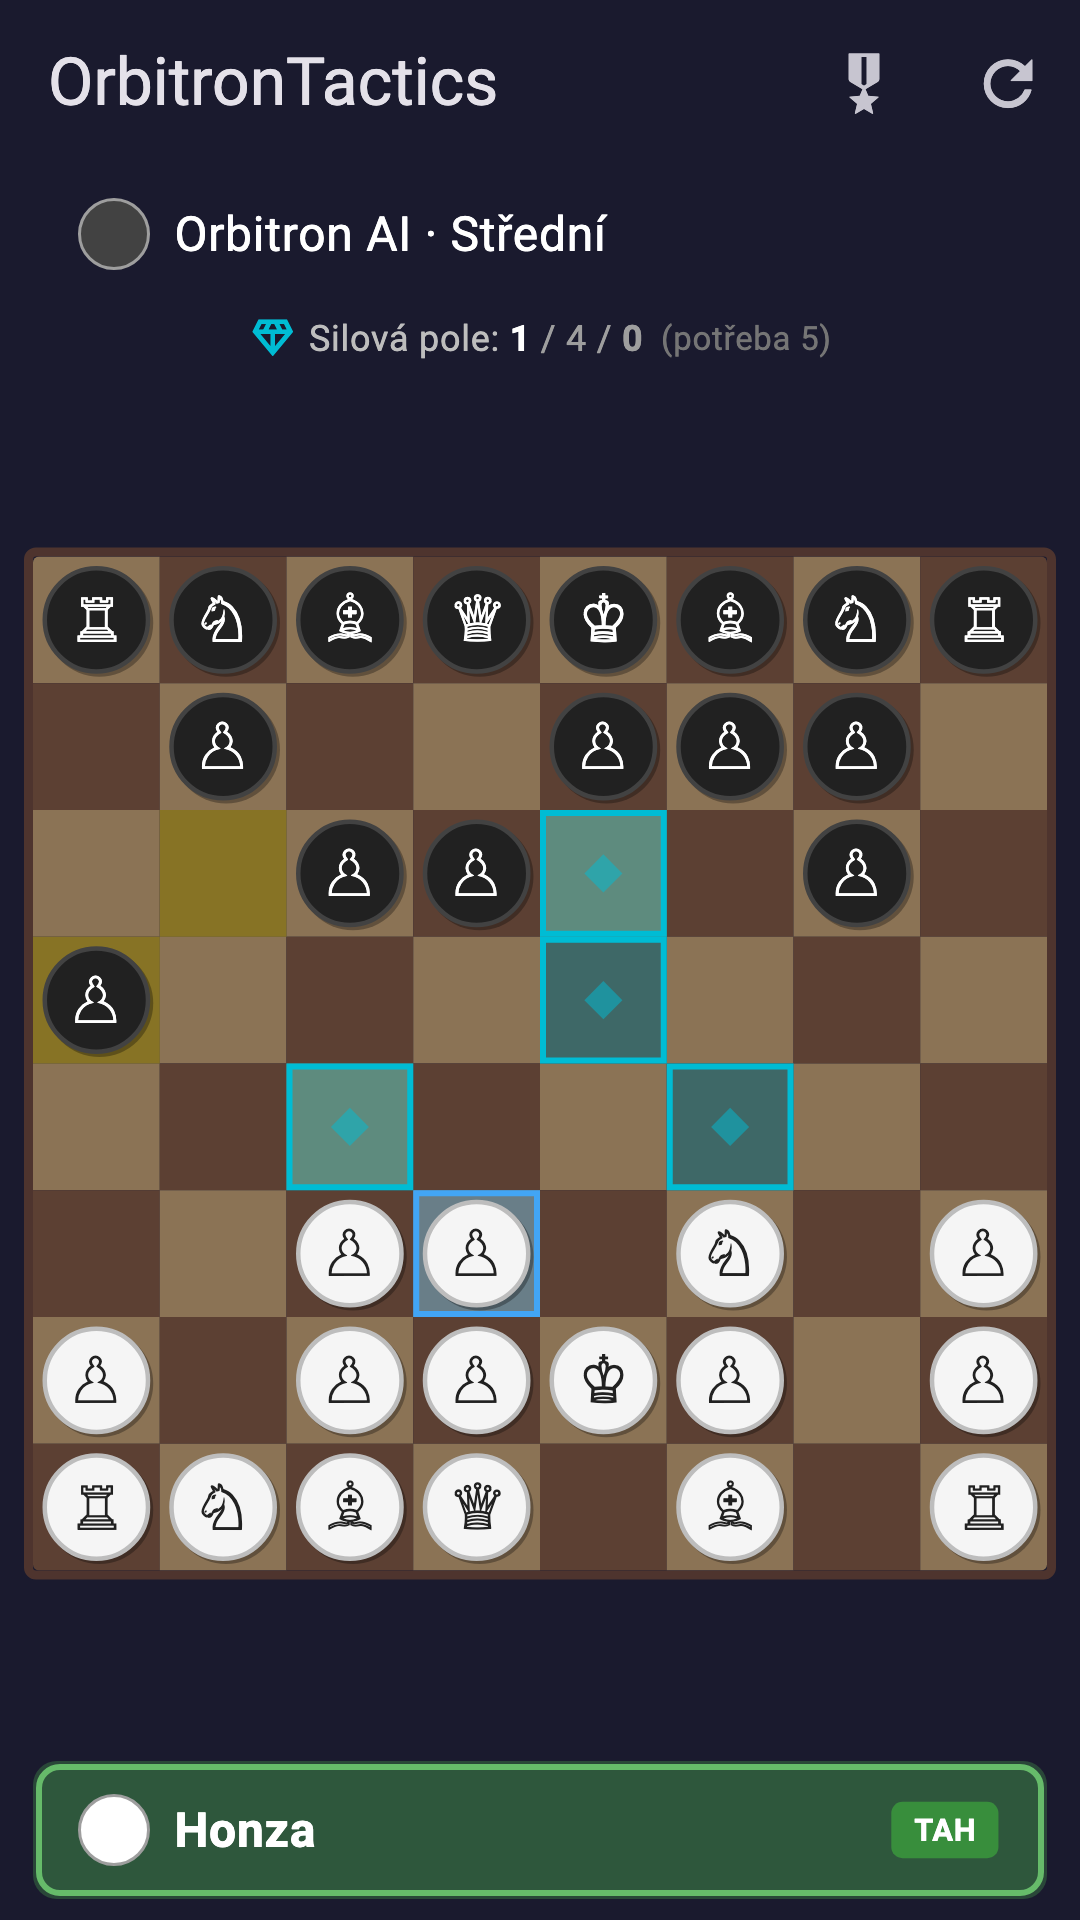 OrbitronTactics
Orbitron AI · Střední
Silová pole: 1 / 4 / 0 (potřeba 5)
Honza
TAH